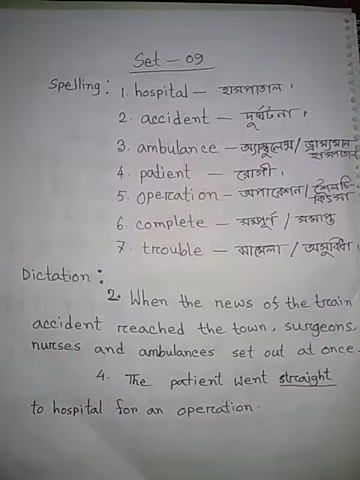 Set - 09
Spelling: 1. hospital - হাসপাতাল।
2. accident - দুর্ঘটনা।
3. ambulance - অ্যাম্বুলেন্স/ভ্রাম্যমান হাসপাতাল
4. patient - রোগী।
5. operation - অপারেশন/শৈলচিকিৎসা
6. complete - সম্পূর্ণ / সমাপ্ত
7. trouble - ঝামেলা / অসুবিধা
Dictation:
2. When the news of the train
accident reached the town, surgeons,
nurses and ambulances set out at once.
4. The patient went straight
to hospital for an operation.